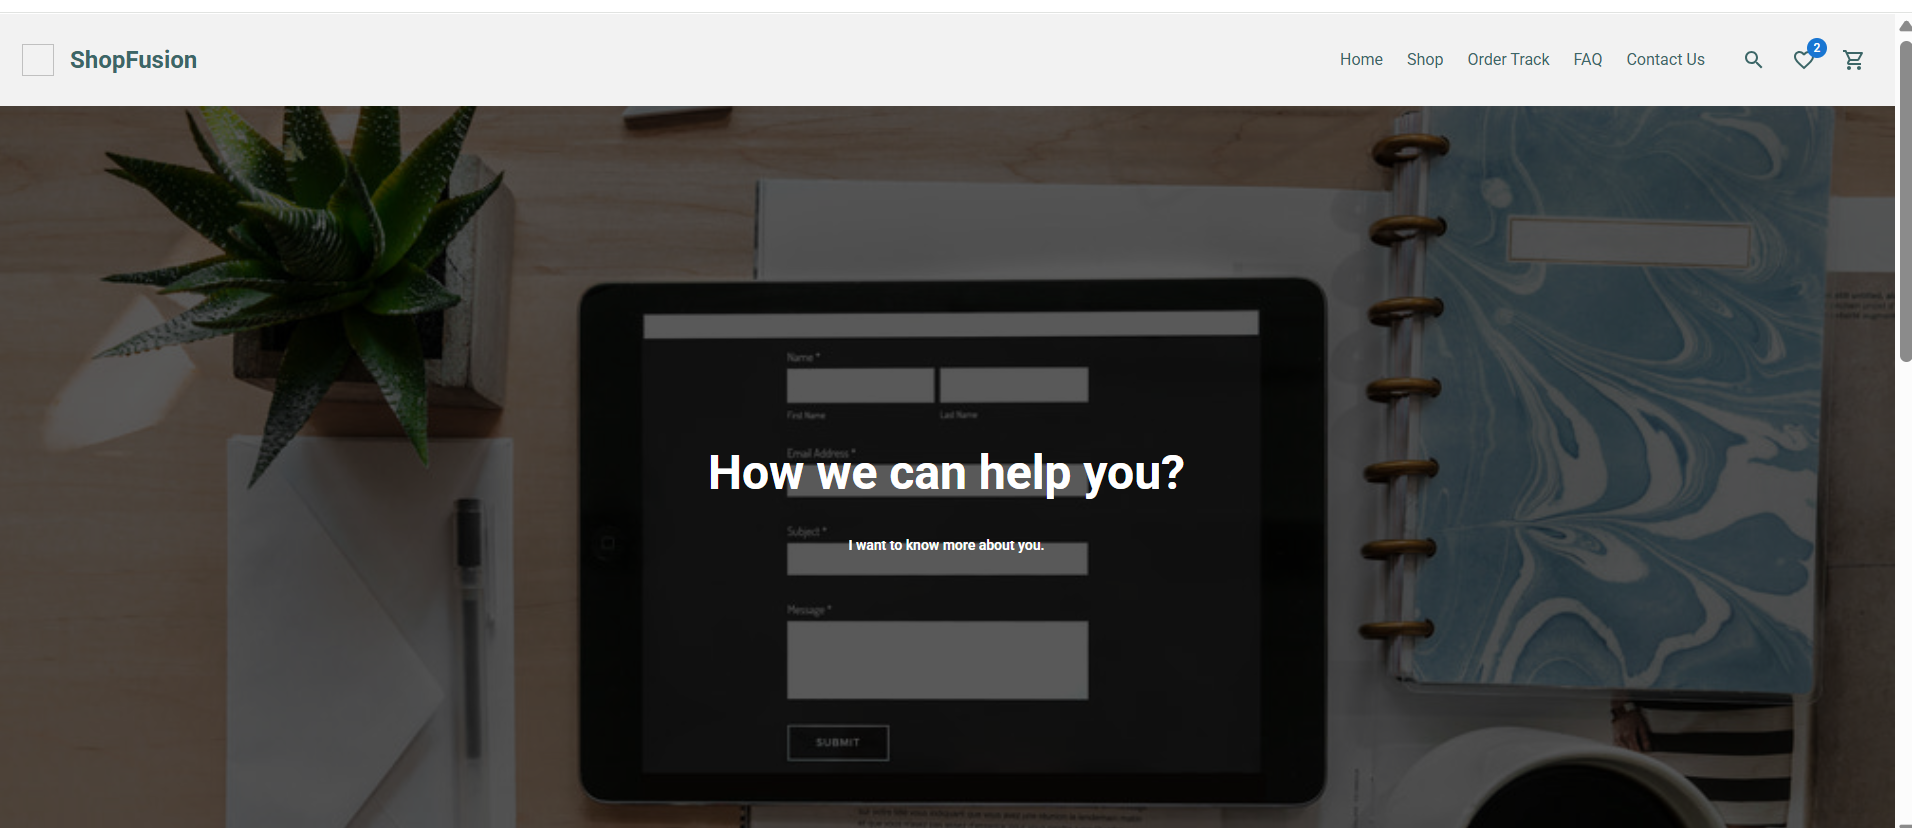 ShopFusion
Home Shop Order Track FAQ Contact Us 2
Name *
First Name Last Name
Email Address *
How we can help you?
Subject *
I want to know more about you.
Message *
SUBMIT